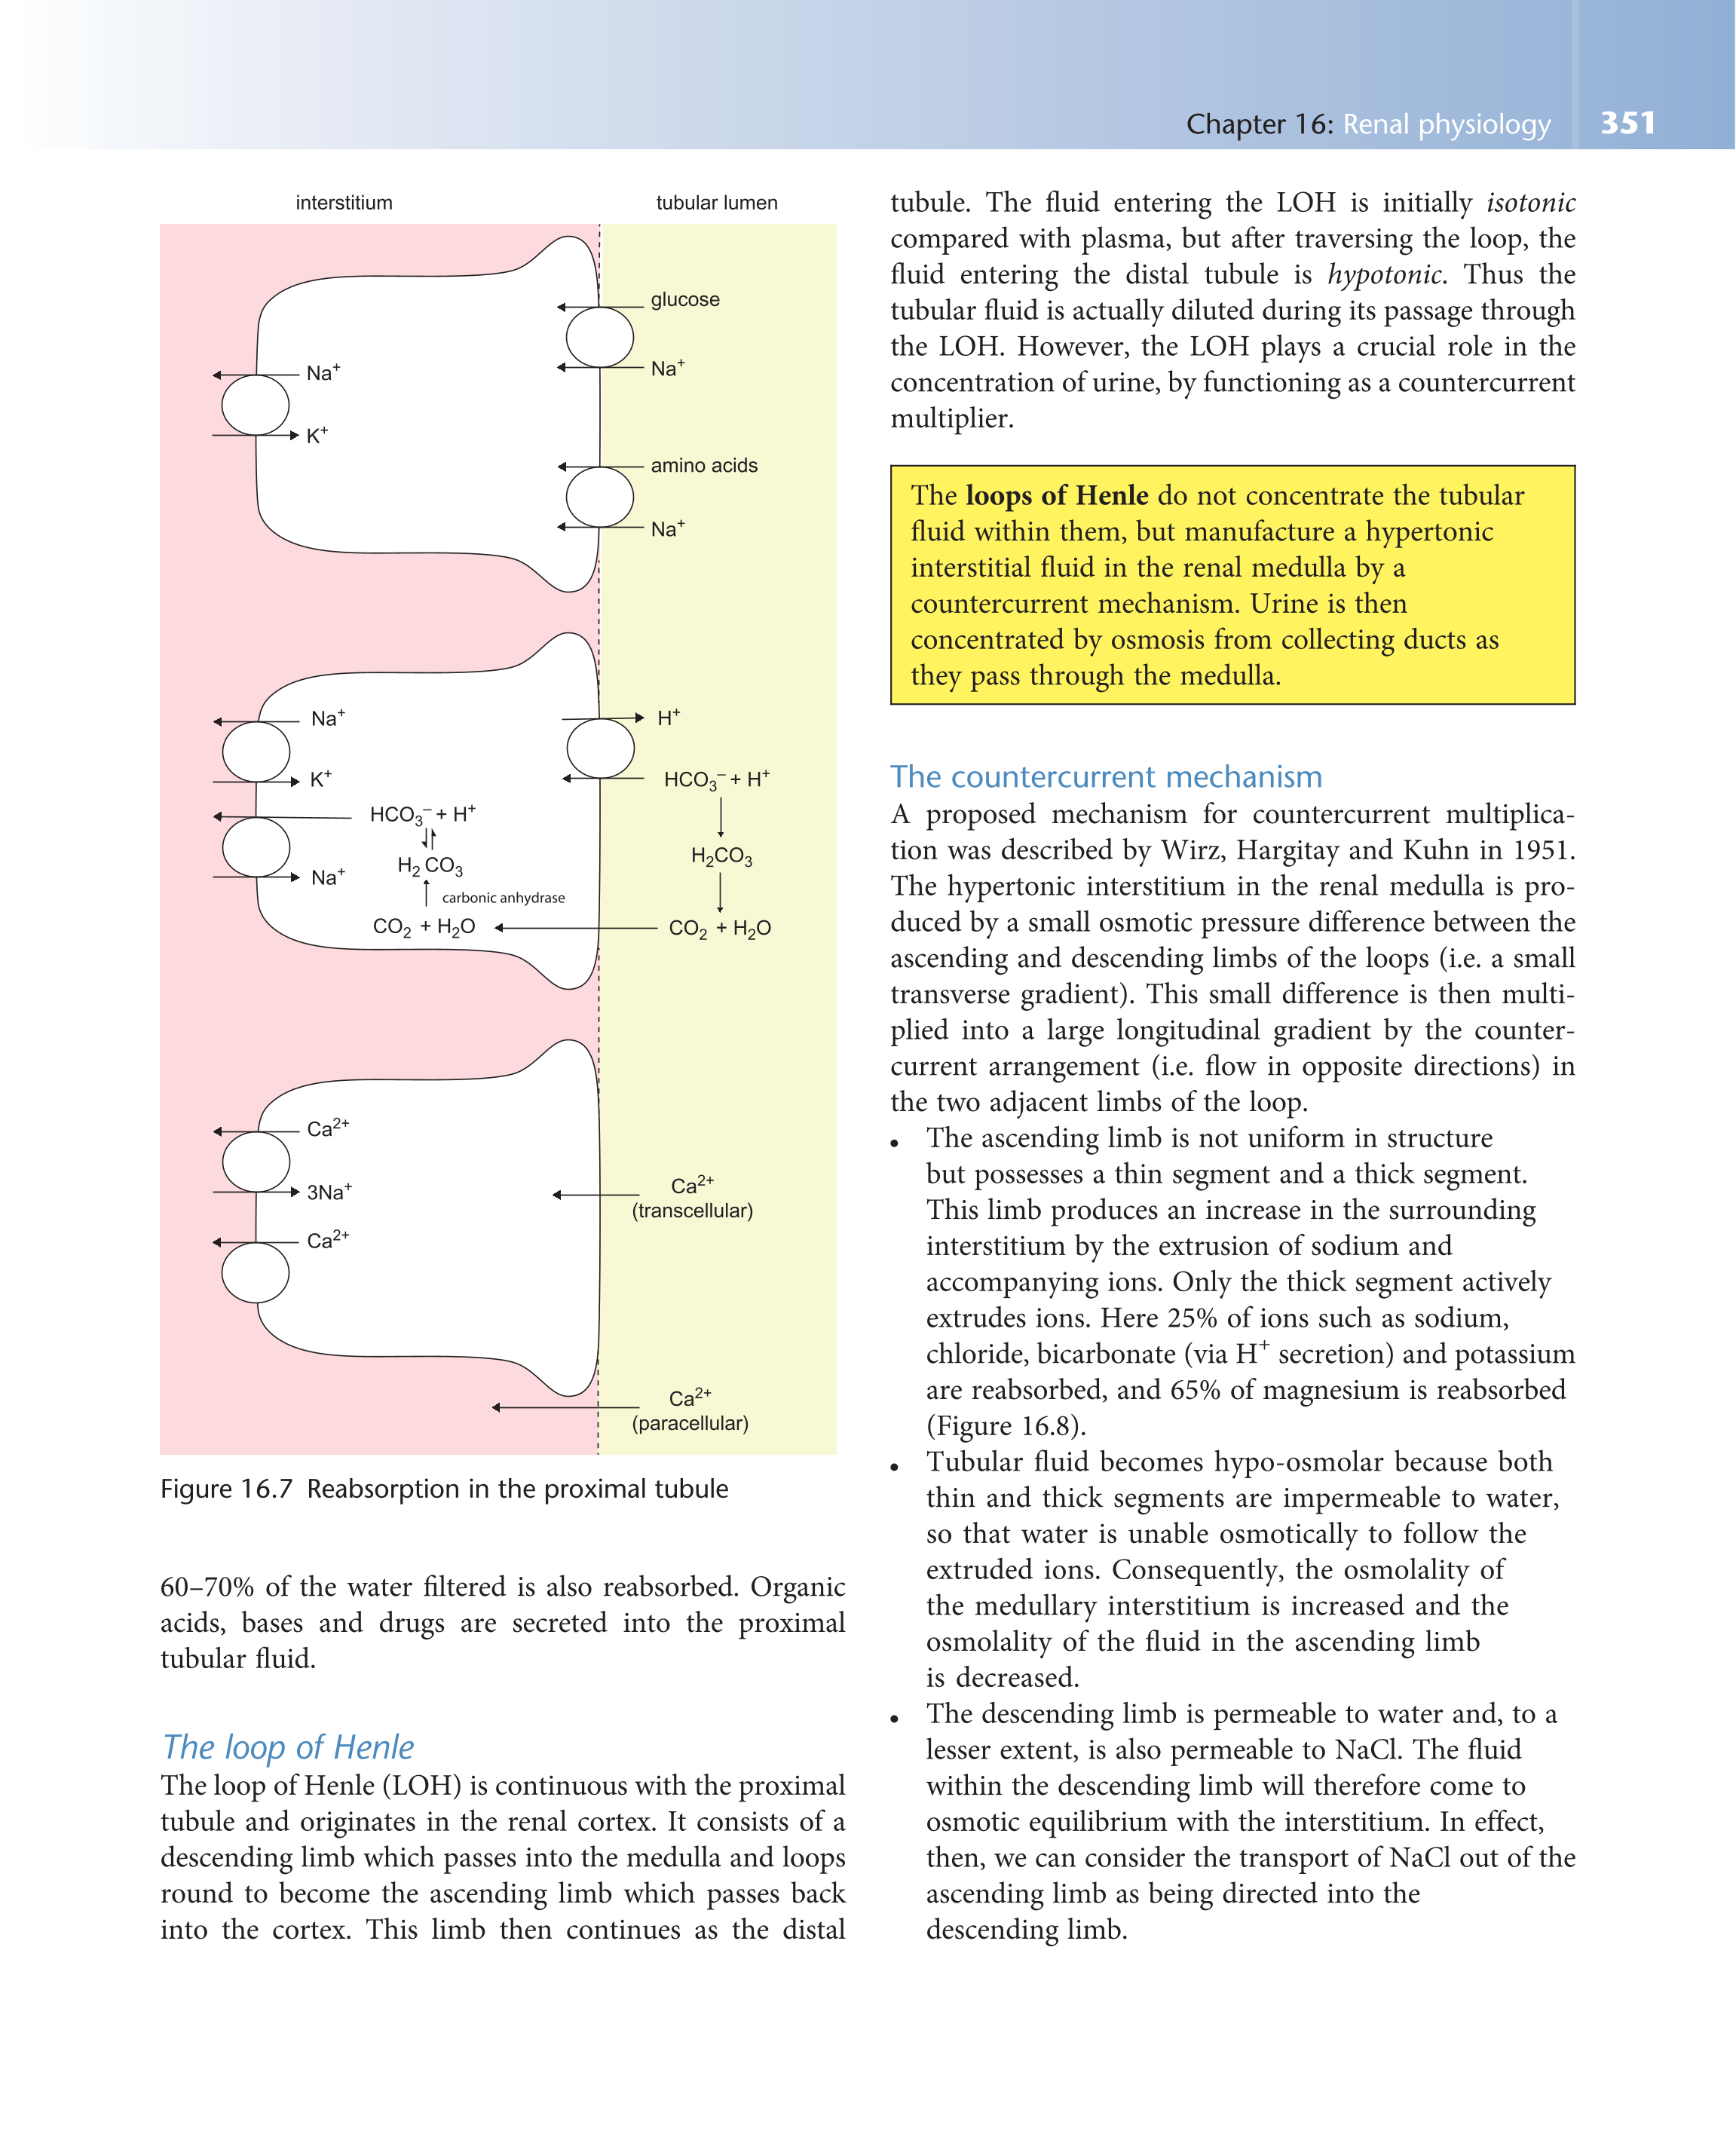 Chapter 16: Renal physiology 351
interstitium
tubular lumen
glucose
Na+
Na+
K+
amino acids
Na+
Na+
H+
K+
HCO3− + H+
HCO3− + H+
H2 CO3
H2CO3
Na+
carbonic anhydrase
CO2 + H2O
CO2 + H2O
Ca2+
3Na+
Ca2+
(transcellular)
Ca2+
Ca2+
(paracellular)
Figure 16.7 Reabsorption in the proximal tubule
60–70% of the water filtered is also reabsorbed. Organic
acids, bases and drugs are secreted into the proximal
tubular fluid.
The loop of Henle
The loop of Henle (LOH) is continuous with the proximal
tubule and originates in the renal cortex. It consists of a
descending limb which passes into the medulla and loops
round to become the ascending limb which passes back
into the cortex. This limb then continues as the distal
tubule. The fluid entering the LOH is initially isotonic
compared with plasma, but after traversing the loop, the
fluid entering the distal tubule is hypotonic. Thus the
tubular fluid is actually diluted during its passage through
the LOH. However, the LOH plays a crucial role in the
concentration of urine, by functioning as a countercurrent
multiplier.
The loops of Henle do not concentrate the tubular
fluid within them, but manufacture a hypertonic
interstitial fluid in the renal medulla by a
countercurrent mechanism. Urine is then
concentrated by osmosis from collecting ducts as
they pass through the medulla.
The countercurrent mechanism
A proposed mechanism for countercurrent multiplica-
tion was described by Wirz, Hargitay and Kuhn in 1951.
The hypertonic interstitium in the renal medulla is pro-
duced by a small osmotic pressure difference between the
ascending and descending limbs of the loops (i.e. a small
transverse gradient). This small difference is then multi-
plied into a large longitudinal gradient by the counter-
current arrangement (i.e. flow in opposite directions) in
the two adjacent limbs of the loop.
• The ascending limb is not uniform in structure
but possesses a thin segment and a thick segment.
This limb produces an increase in the surrounding
interstitium by the extrusion of sodium and
accompanying ions. Only the thick segment actively
extrudes ions. Here 25% of ions such as sodium,
chloride, bicarbonate (via H+ secretion) and potassium
are reabsorbed, and 65% of magnesium is reabsorbed
(Figure 16.8).
• Tubular fluid becomes hypo-osmolar because both
thin and thick segments are impermeable to water,
so that water is unable osmotically to follow the
extruded ions. Consequently, the osmolality of
the medullary interstitium is increased and the
osmolality of the fluid in the ascending limb
is decreased.
• The descending limb is permeable to water and, to a
lesser extent, is also permeable to NaCl. The fluid
within the descending limb will therefore come to
osmotic equilibrium with the interstitium. In effect,
then, we can consider the transport of NaCl out of the
ascending limb as being directed into the
descending limb.